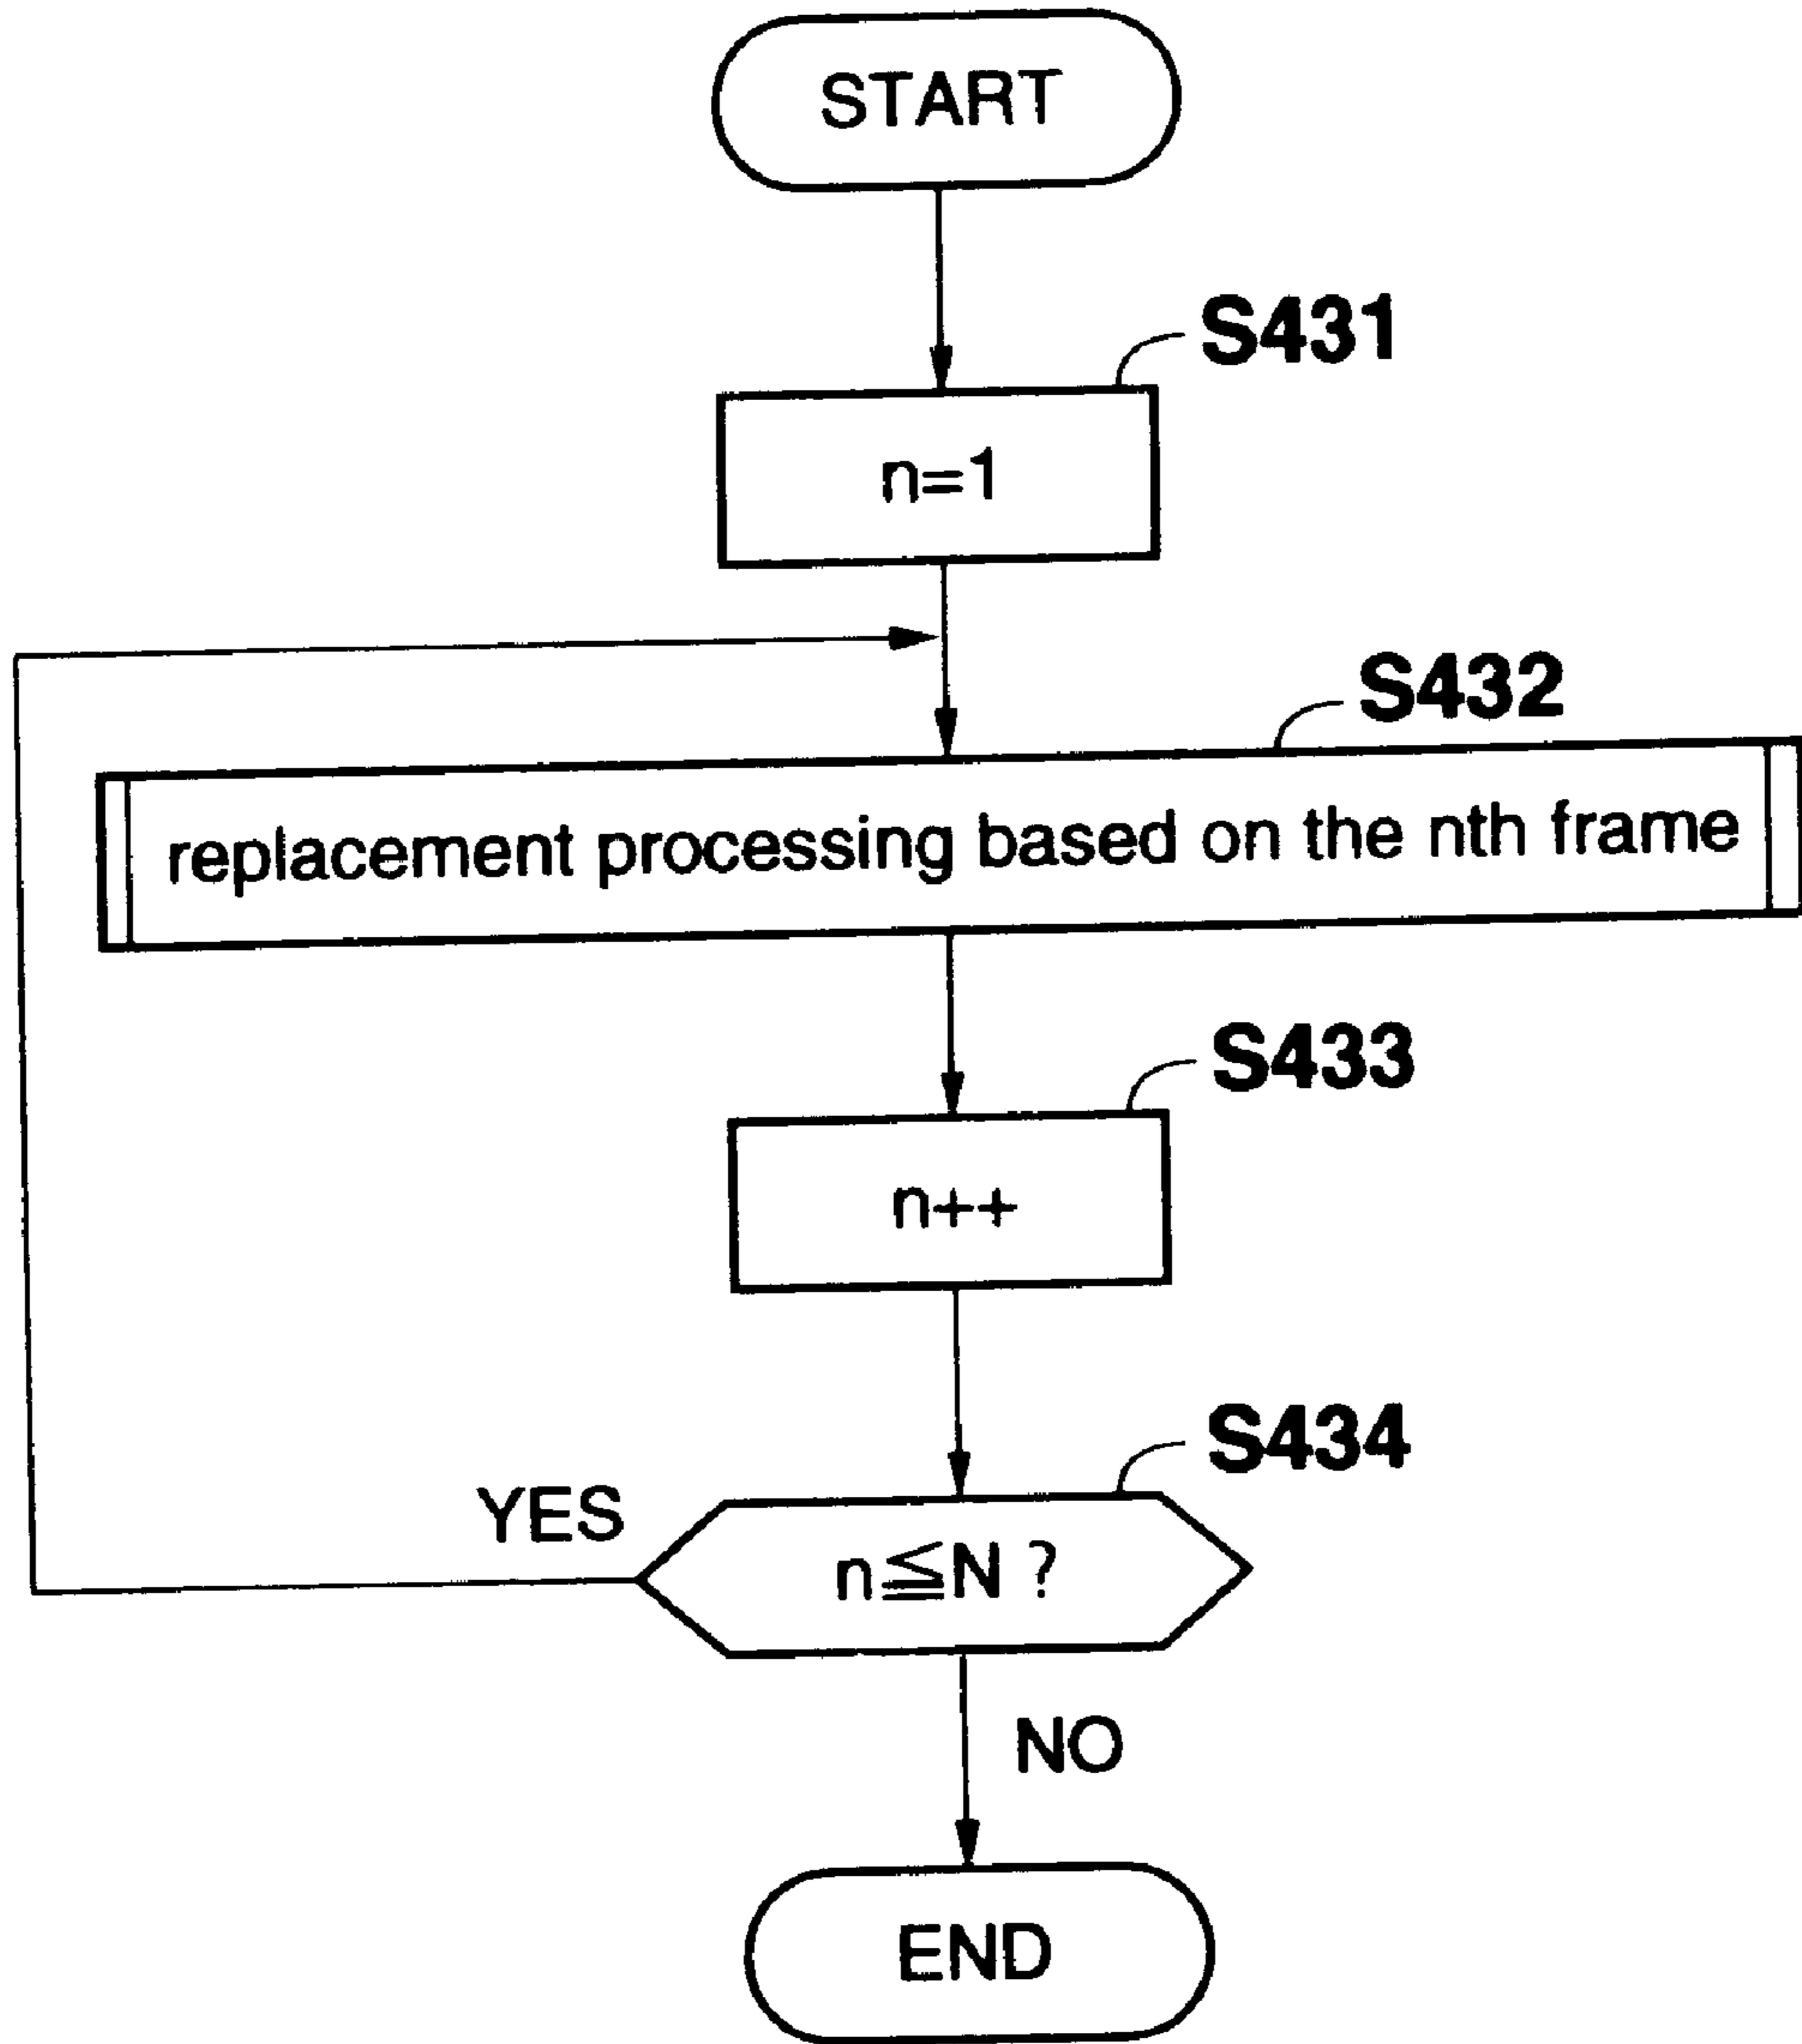 START
S431
n=1
S432
replacement processing based on the nth frame
S433
n++
S434
YES
n≦N ?
NO
END